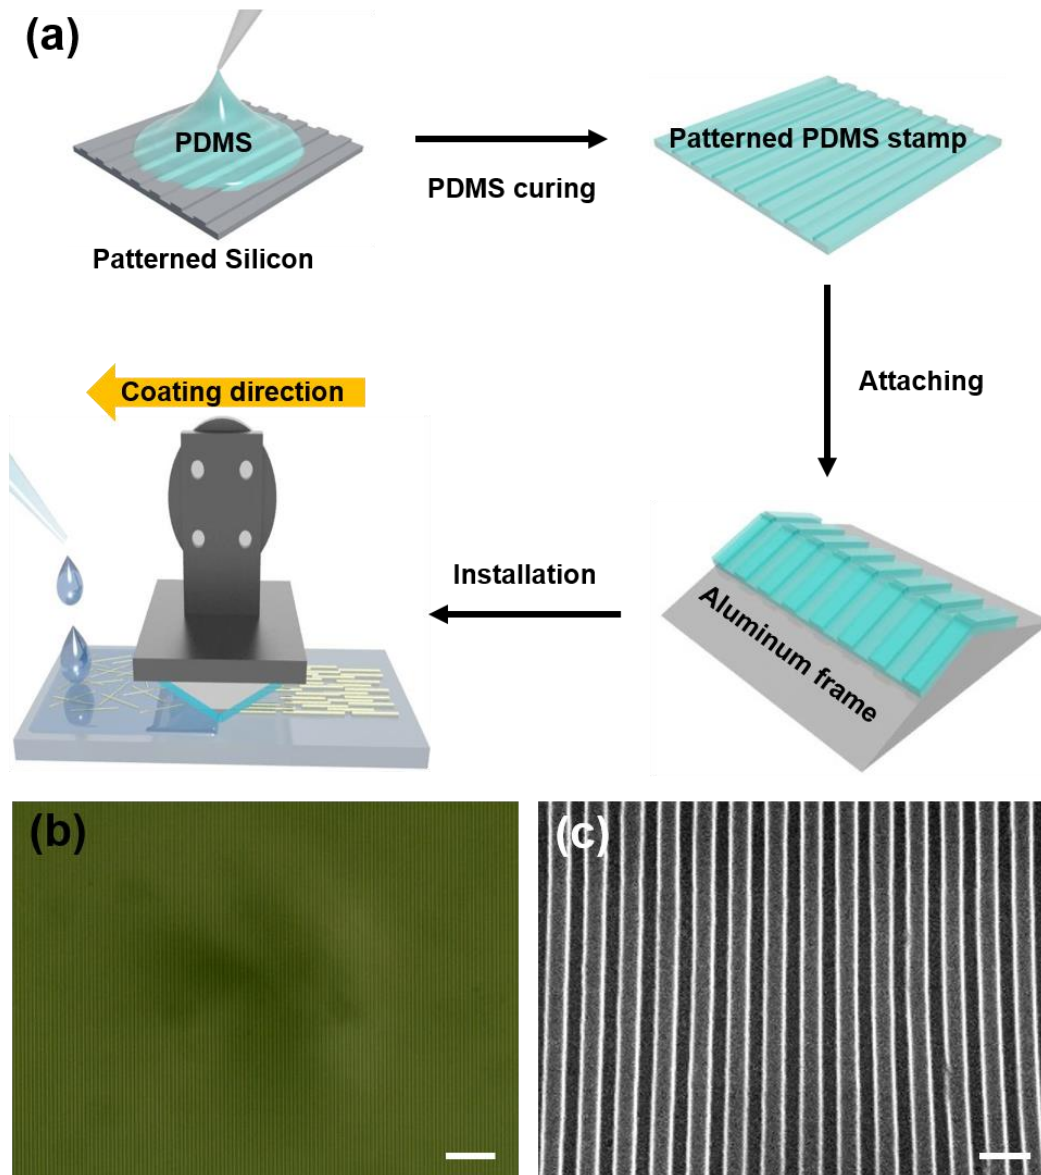 (a)
PDMS
PDMS curing
Patterned PDMS stamp
Patterned Silicon
Attaching
Coating direction
Installation
Aluminum frame
(b)
(c)